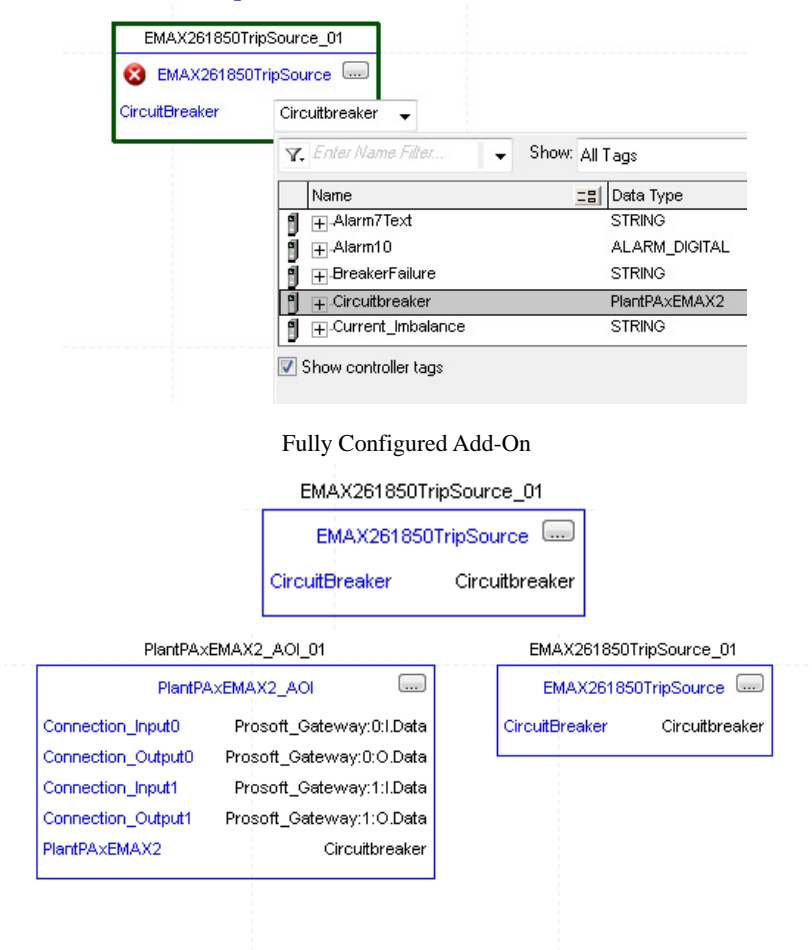 EMAX261850TripSource_01
EMAX261850TripSource ...
CircuitBreaker Circuitbreaker
Enter Name Filter... Show: All Tags
Name Data Type
Alarm7Text STRING
Alarm10 ALARM_DIGITAL
BreakerFailure STRING
Circuitbreaker PlantPAxEMAX2
Current_Imbalance STRING
Show controller tags
Fully Configured Add-On
EMAX261850TripSource_01
EMAX261850TripSource ...
CircuitBreaker Circuitbreaker
PlantPAxEMAX2_AOI_01
PlantPAxEMAX2_AOI ...
Connection_Input0 Prosoft_Gateway:0:I.Data
Connection_Output0 Prosoft_Gateway:0:O.Data
Connection_Input1 Prosoft_Gateway:1:I.Data
Connection_Output1 Prosoft_Gateway:1:O.Data
PlantPAxEMAX2 Circuitbreaker
EMAX261850TripSource_01
EMAX261850TripSource ...
CircuitBreaker Circuitbreaker